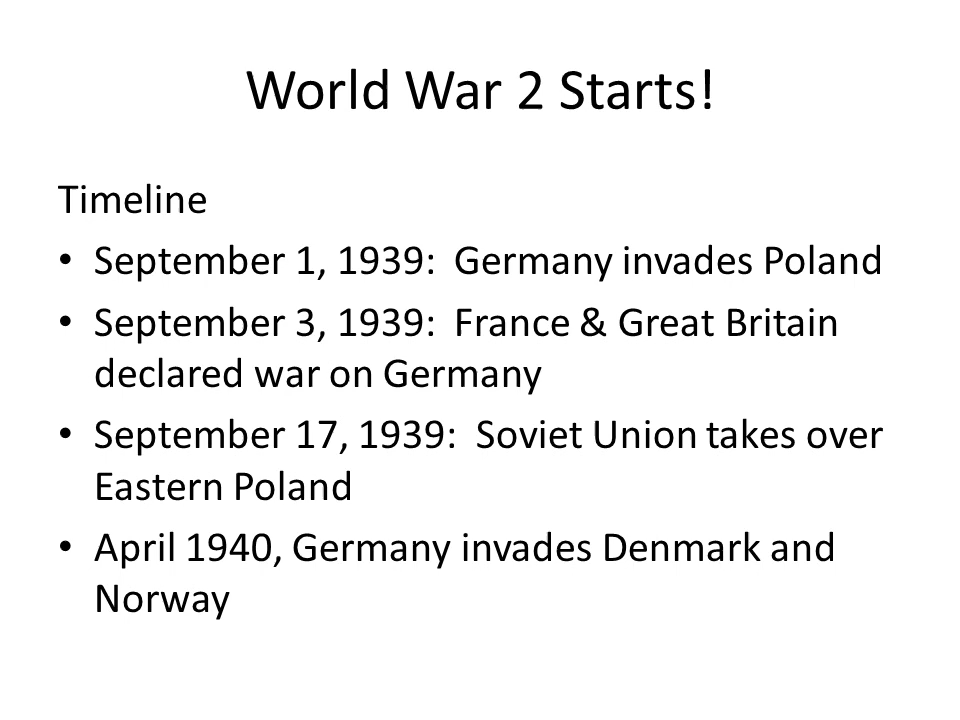 World War 2 Starts!
Timeline
• September 1, 1939:  Germany invades Poland
• September 3, 1939:  France & Great Britain
declared war on Germany
• September 17, 1939:  Soviet Union takes over
Eastern Poland
• April 1940, Germany invades Denmark and
Norway